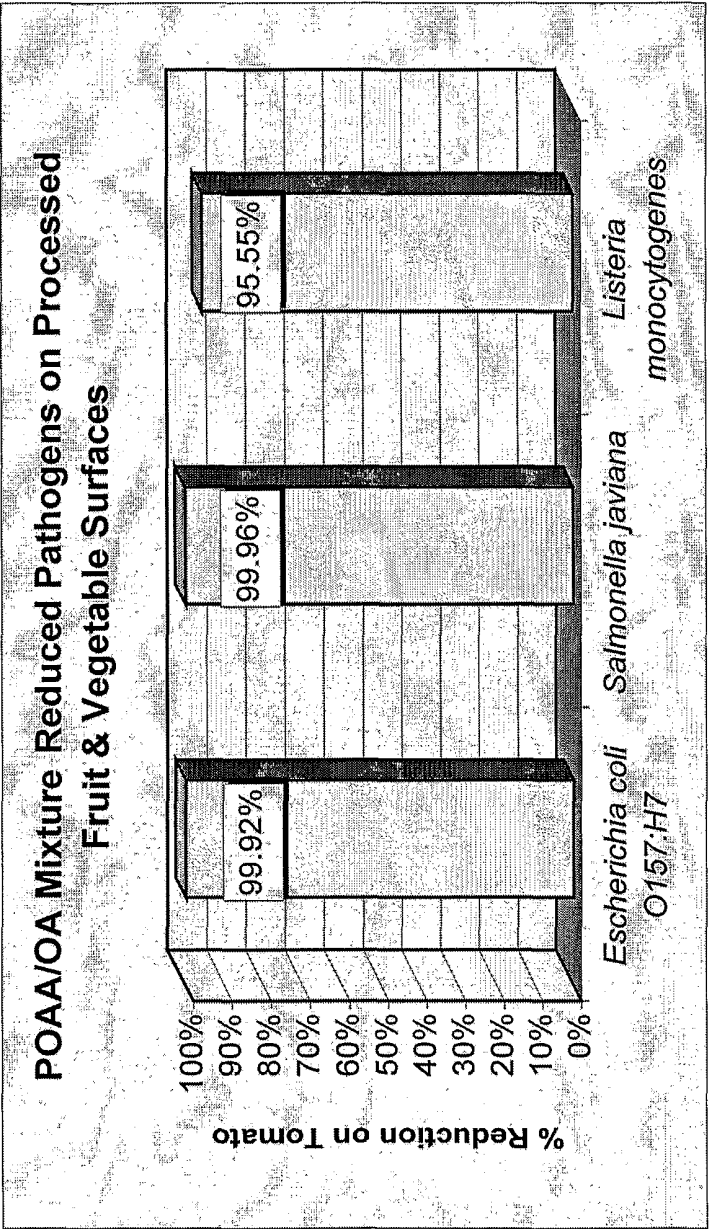 POAA/OA Mixture Reduced Pathogens on Processed
Fruit & Vegetable Surfaces
% Reduction on Tomato
100%
90%
80%
70%
60%
50%
40%
30%
20%
10%
0%
99.92%
99.96%
95.55%
Escherichia coli
O157:H7
Salmonella javiana
Listeria
monocytogenes